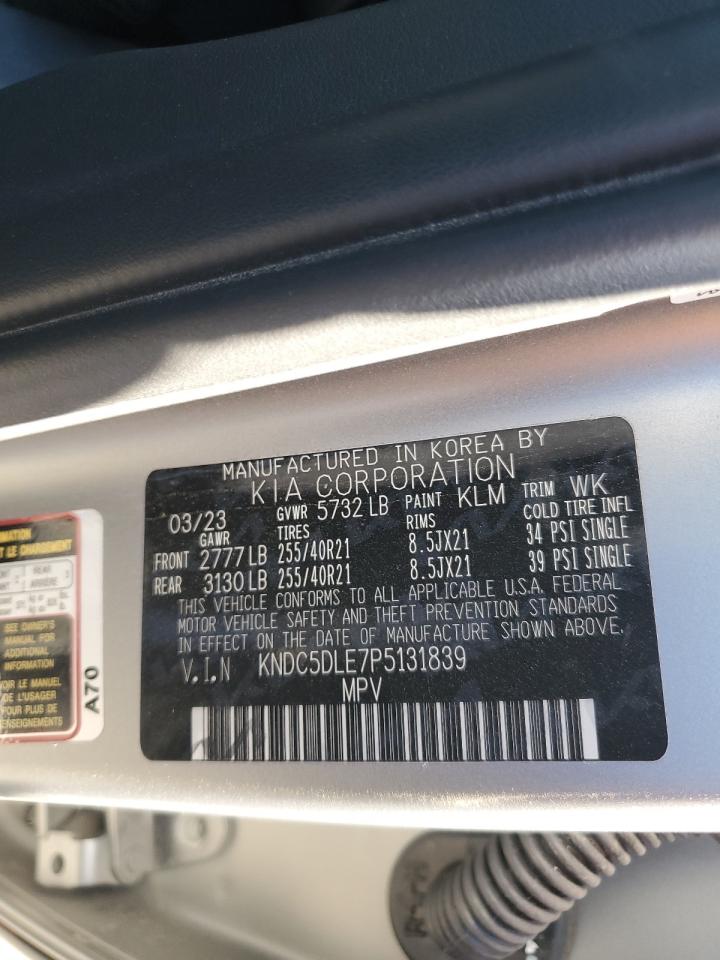 MANUFACTURED IN KOREA BY
KIA CORPORATION
03/23 GVWR 5732 LB PAINT KLM TRIM WK
GAWR TIRES RIMS COLD TIRE INFL
FRONT 2777 LB 255/40R21 8.5JX21 34 PSI SINGLE
REAR 3130 LB 255/40R21 8.5JX21 39 PSI SINGLE
THIS VEHICLE CONFORMS TO ALL APPLICABLE U.S.A. FEDERAL
MOTOR VEHICLE SAFETY AND THEFT PREVENTION STANDARDS
IN EFFECT ON THE DATE OF MANUFACTURE SHOWN ABOVE.
V.I.N KNDC5DLE7P5131839
MPV
REAR
ARRIÈRE
SEE OWNER'S
MANUAL FOR
ADDITIONAL
INFORMATION
VOIR LE MANUEL
DE L'USAGER
POUR PLUS DE
RENSEIGNEMENTS
A70